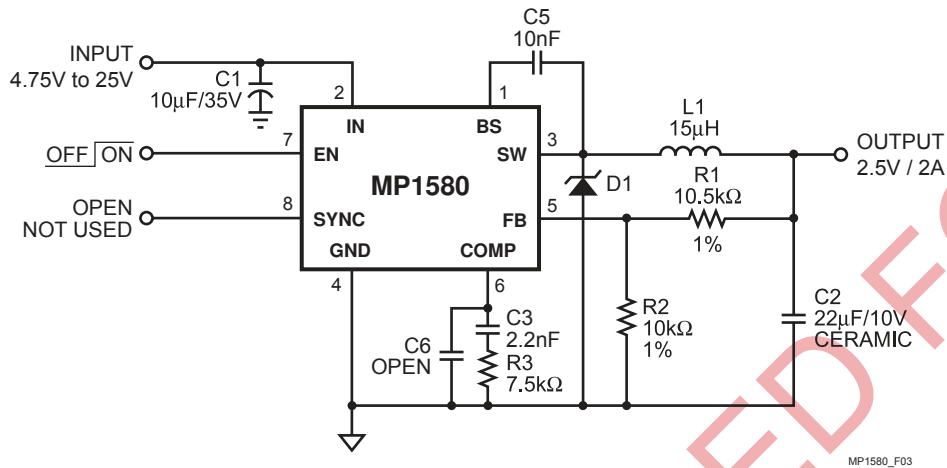 C5
10nF
INPUT
4.75V to 25V
C1
10µF/35V
2
1
L1
15µH
IN
BS
7
3
OUTPUT
2.5V / 2A
OFF ON
EN
SW
R1
10.5kΩ
1%
D1
MP1580
OPEN
NOT USED
8
5
SYNC
FB
GND
COMP
4
6
C2
22µF/10V
CERAMIC
R2
10kΩ
1%
C3
2.2nF
C6
OPEN
R3
7.5kΩ
ED F
MP1580_F03